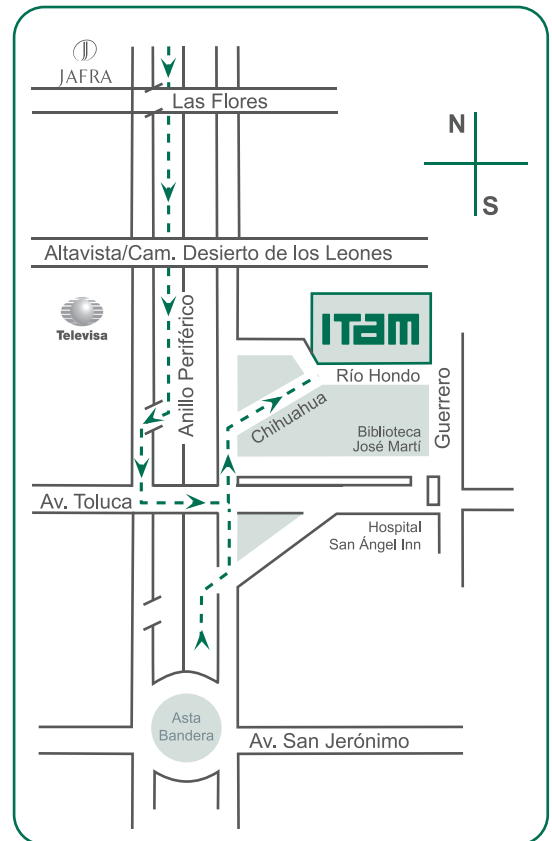 JAFRA
Las Flores
N
S
Altavista/Cam. Desierto de los Leones
Televisa
Anillo Periférico
ITAM
Río Hondo
Chihuahua
Guerrero
Biblioteca
José Martí
Av. Toluca
Hospital
San Ángel Inn
Asta
Bandera
Av. San Jerónimo